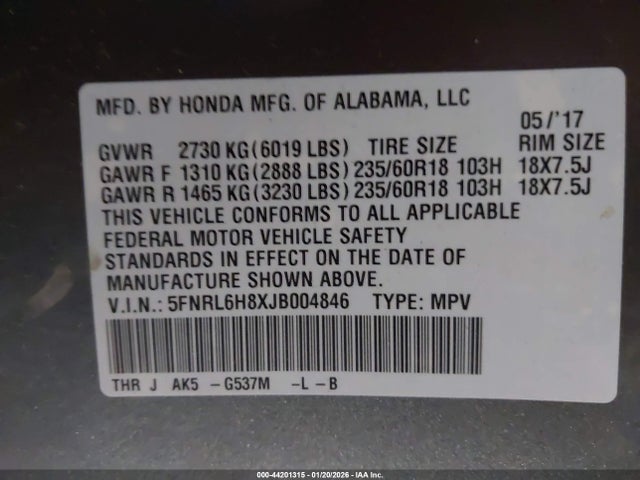 MFD. BY HONDA MFG. OF ALABAMA, LLC
05/'17
GVWR 2730 KG(6019 LBS) TIRE SIZE RIM SIZE
GAWR F 1310 KG(2888 LBS) 235/60R18 103H 18X7.5J
GAWR R 1465 KG(3230 LBS) 235/60R18 103H 18X7.5J
THIS VEHICLE CONFORMS TO ALL APPLICABLE
FEDERAL MOTOR VEHICLE SAFETY
STANDARDS IN EFFECT ON THE DATE OF
MANUFACTURE SHOWN ABOVE.
V.I.N.: 5FNRL6H8XJB004846 TYPE: MPV
THR J AK5 -G537M -L-B
000-44201315 - 01/20/2026 - IAA Inc.